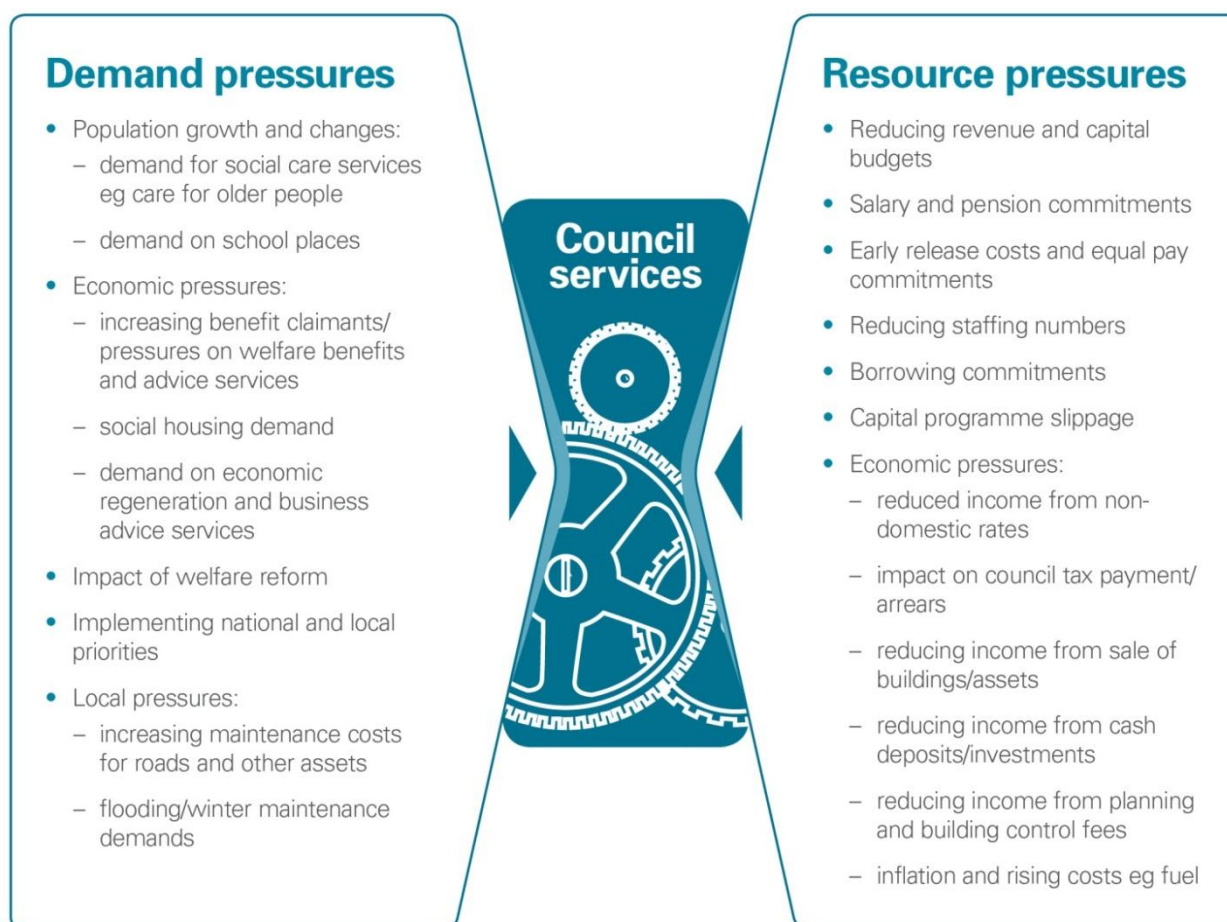 Demand pressures
• Population growth and changes:
– demand for social care services
eg care for older people
– demand on school places
• Economic pressures:
– increasing benefit claimants/
pressures on welfare benefits
and advice services
– social housing demand
– demand on economic
regeneration and business
advice services
• Impact of welfare reform
• Implementing national and local
priorities
• Local pressures:
– increasing maintenance costs
for roads and other assets
– flooding/winter maintenance
demands
Council
services
Resource pressures
• Reducing revenue and capital
budgets
• Salary and pension commitments
• Early release costs and equal pay
commitments
• Reducing staffing numbers
• Borrowing commitments
• Capital programme slippage
• Economic pressures:
– reduced income from non-
domestic rates
– impact on council tax payment/
arrears
– reducing income from sale of
buildings/assets
– reducing income from cash
deposits/investments
– reducing income from planning
and building control fees
– inflation and rising costs eg fuel